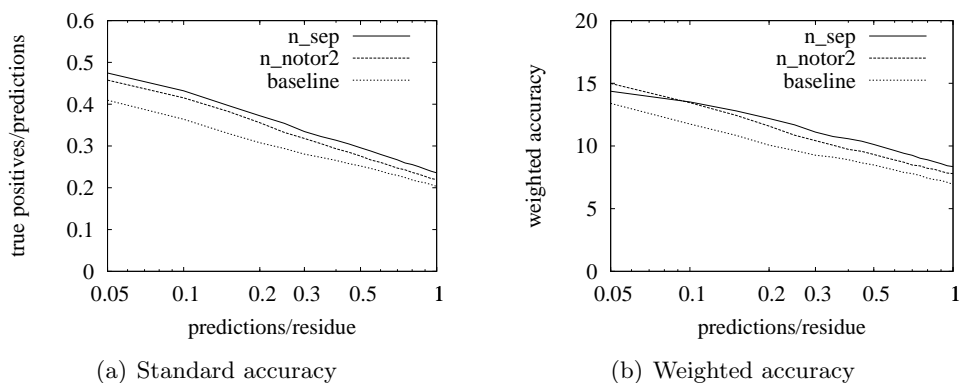 true positives/predictions
0.6
0.5
0.4
0.3
0.2
0.1
0
n_sep
n_notor2
baseline
0.05 0.1 0.2 0.3 0.5 1
predictions/residue
(a) Standard accuracy
weighted accuracy
20
15
10
5
0
n_sep
n_notor2
baseline
0.05 0.1 0.2 0.3 0.5 1
predictions/residue
(b) Weighted accuracy